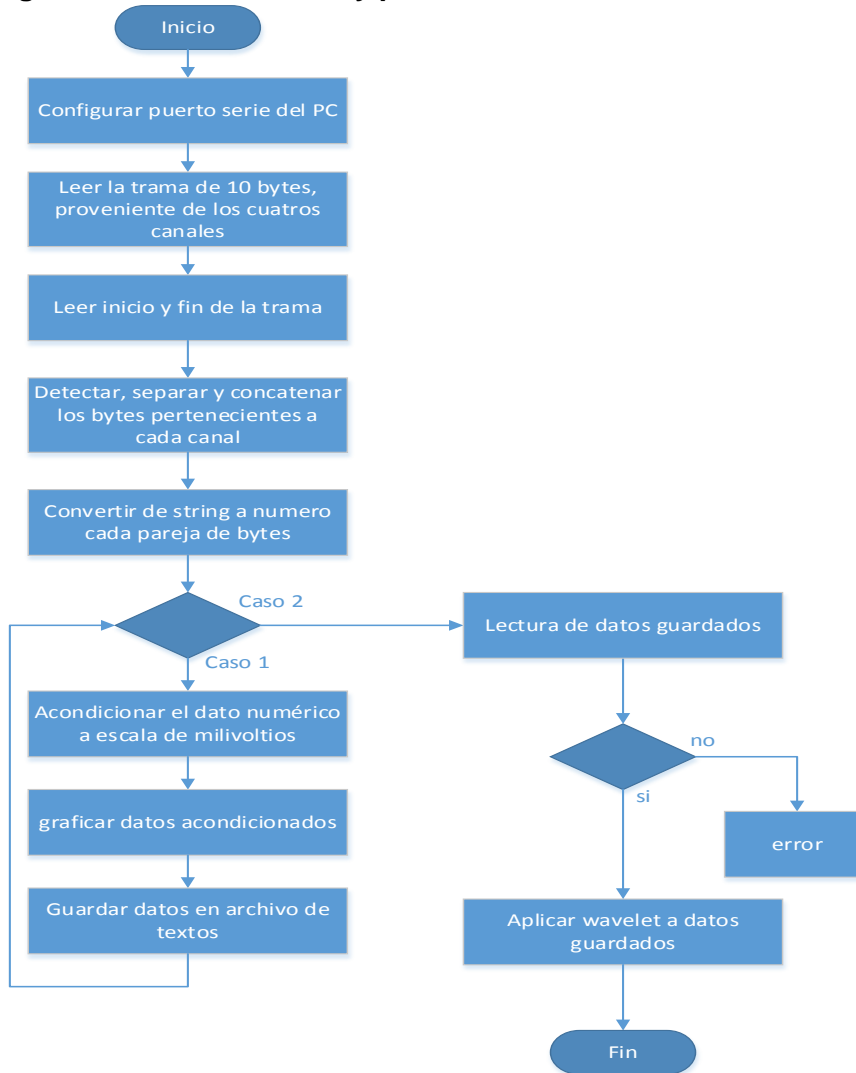 Inicio
Configurar puerto serie del PC
Leer la trama de 10 bytes,
proveniente de los cuatros
canales
Leer inicio y fin de la trama
Detectar, separar y concatenar
los bytes pertenecientes a
cada canal
Convertir de string a numero
cada pareja de bytes
Caso 2
Caso 1
Lectura de datos guardados
Acondicionar el dato numérico
a escala de milivoltios
no
si
graficar datos acondicionados
error
Guardar datos en archivo de
textos
Aplicar wavelet a datos
guardados
Fin